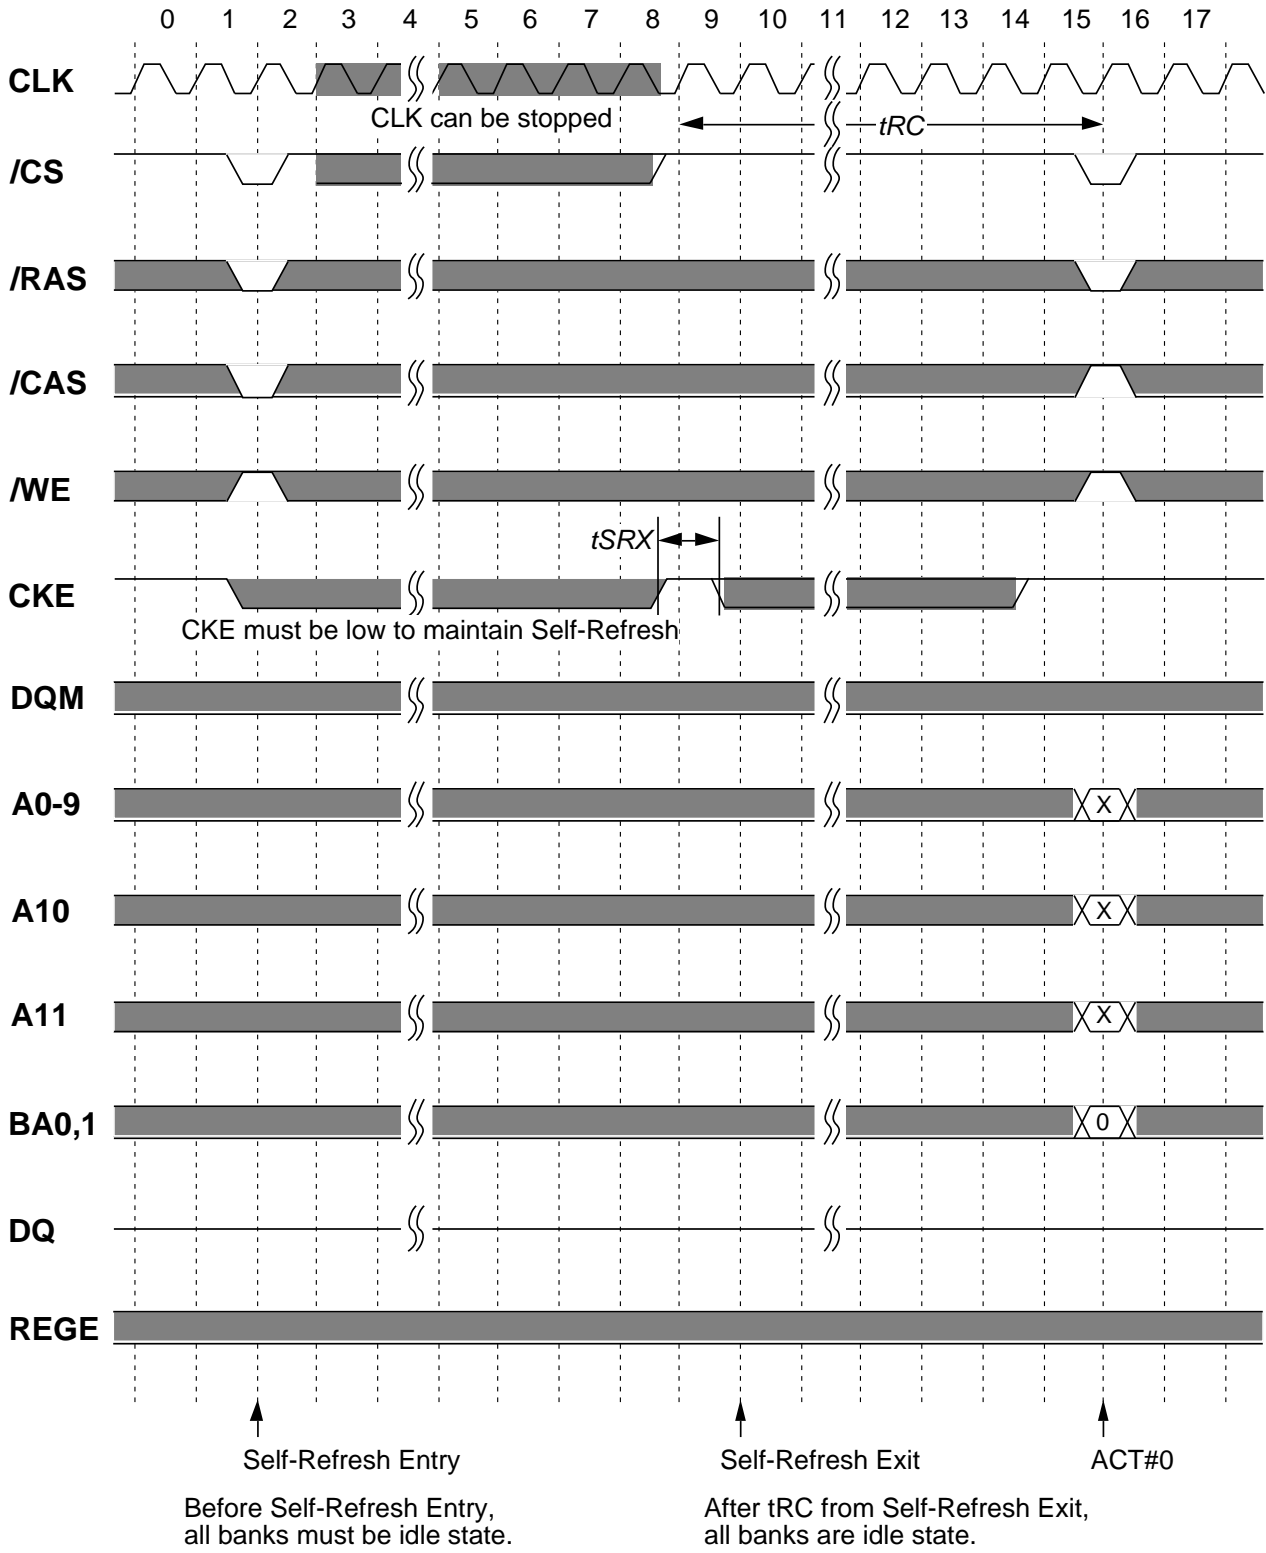 0 1 2 3 4 5 6 7 8 9 10 11 12 13 14 15 16 17
CLK
CLK can be stopped
tRC
/CS
/RAS
/CAS
/WE
tSRX
CKE
CKE must be low to maintain Self-Refresh
DQM
A0-9 X
A10 X
A11 X
BA0,1 0
DQ
REGE
Self-Refresh Entry Self-Refresh Exit ACT#0
Before Self-Refresh Entry,
all banks must be idle state.
After tRC from Self-Refresh Exit,
all banks are idle state.